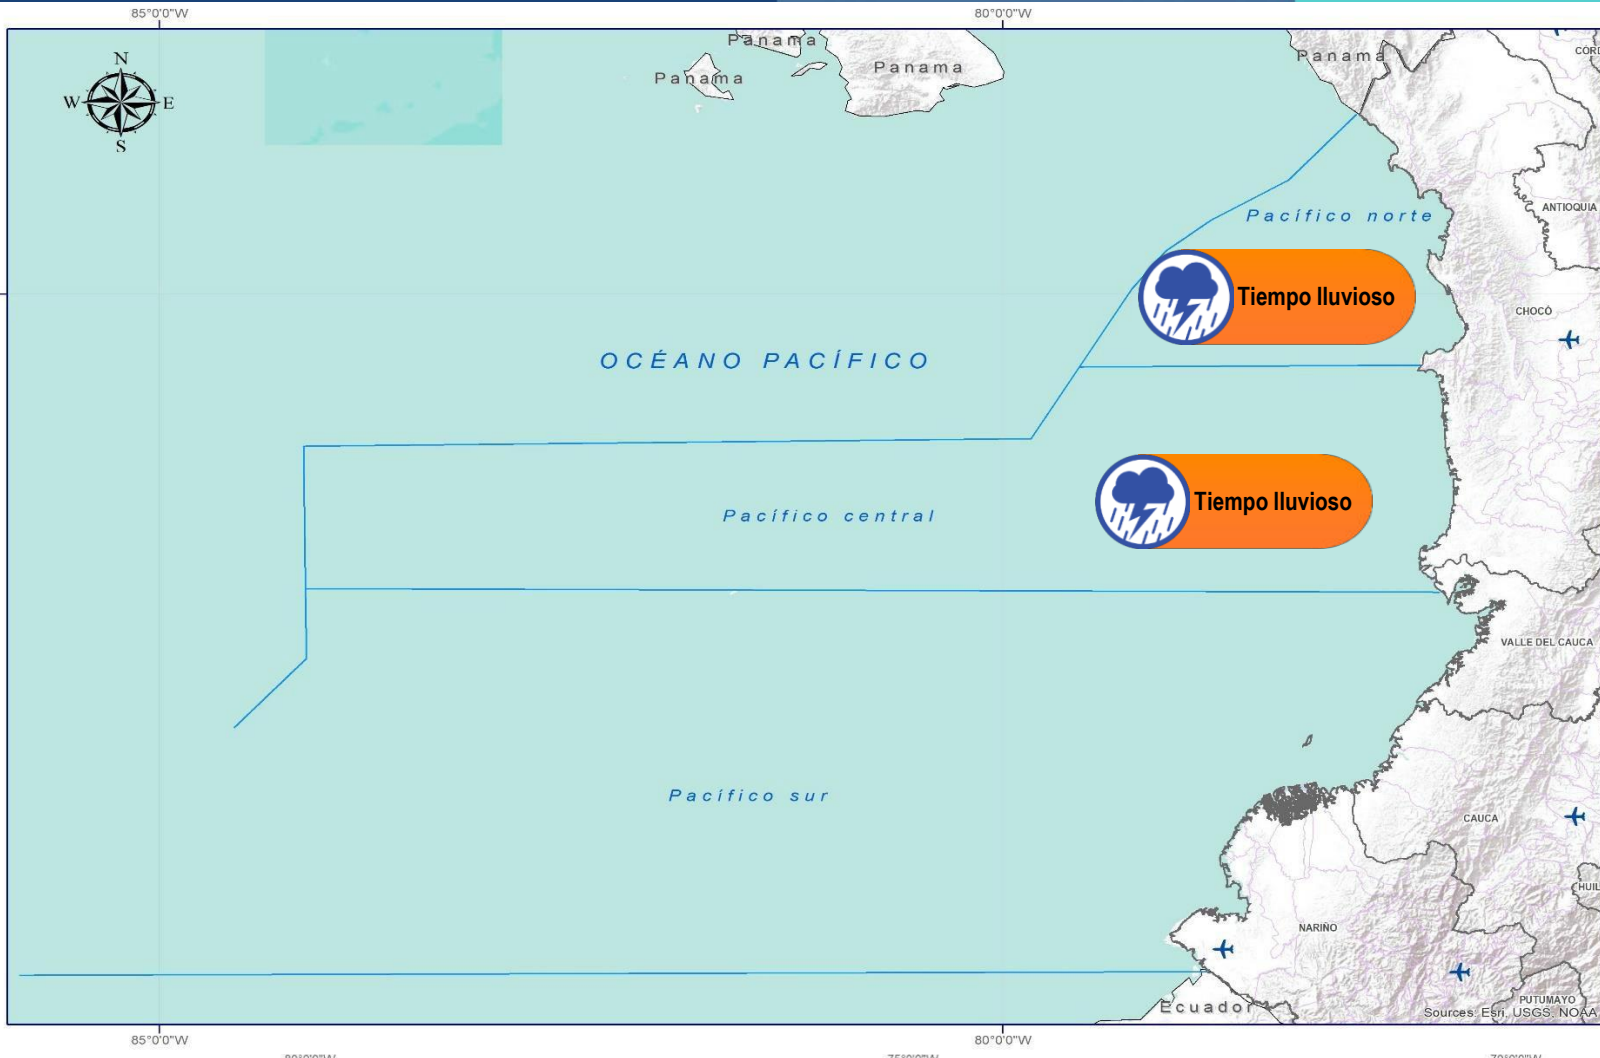 85°0'0"W
80°0'0"W
N
W
E
S
Panama
Panama
Panama
Panama
ANTIOQUIA
Pacífico norte
Tiempo lluvioso
CHOCÓ
OCÉANO PACÍFICO
Tiempo lluvioso
Pacífico central
VALLE DEL CAUCA
Pacífico sur
CAUCA
HUIL
NARIÑO
PUTUMAYO
Ecuador
Sources: Esri, USGS, NOAA
85°0'0"W
80°0'0"W